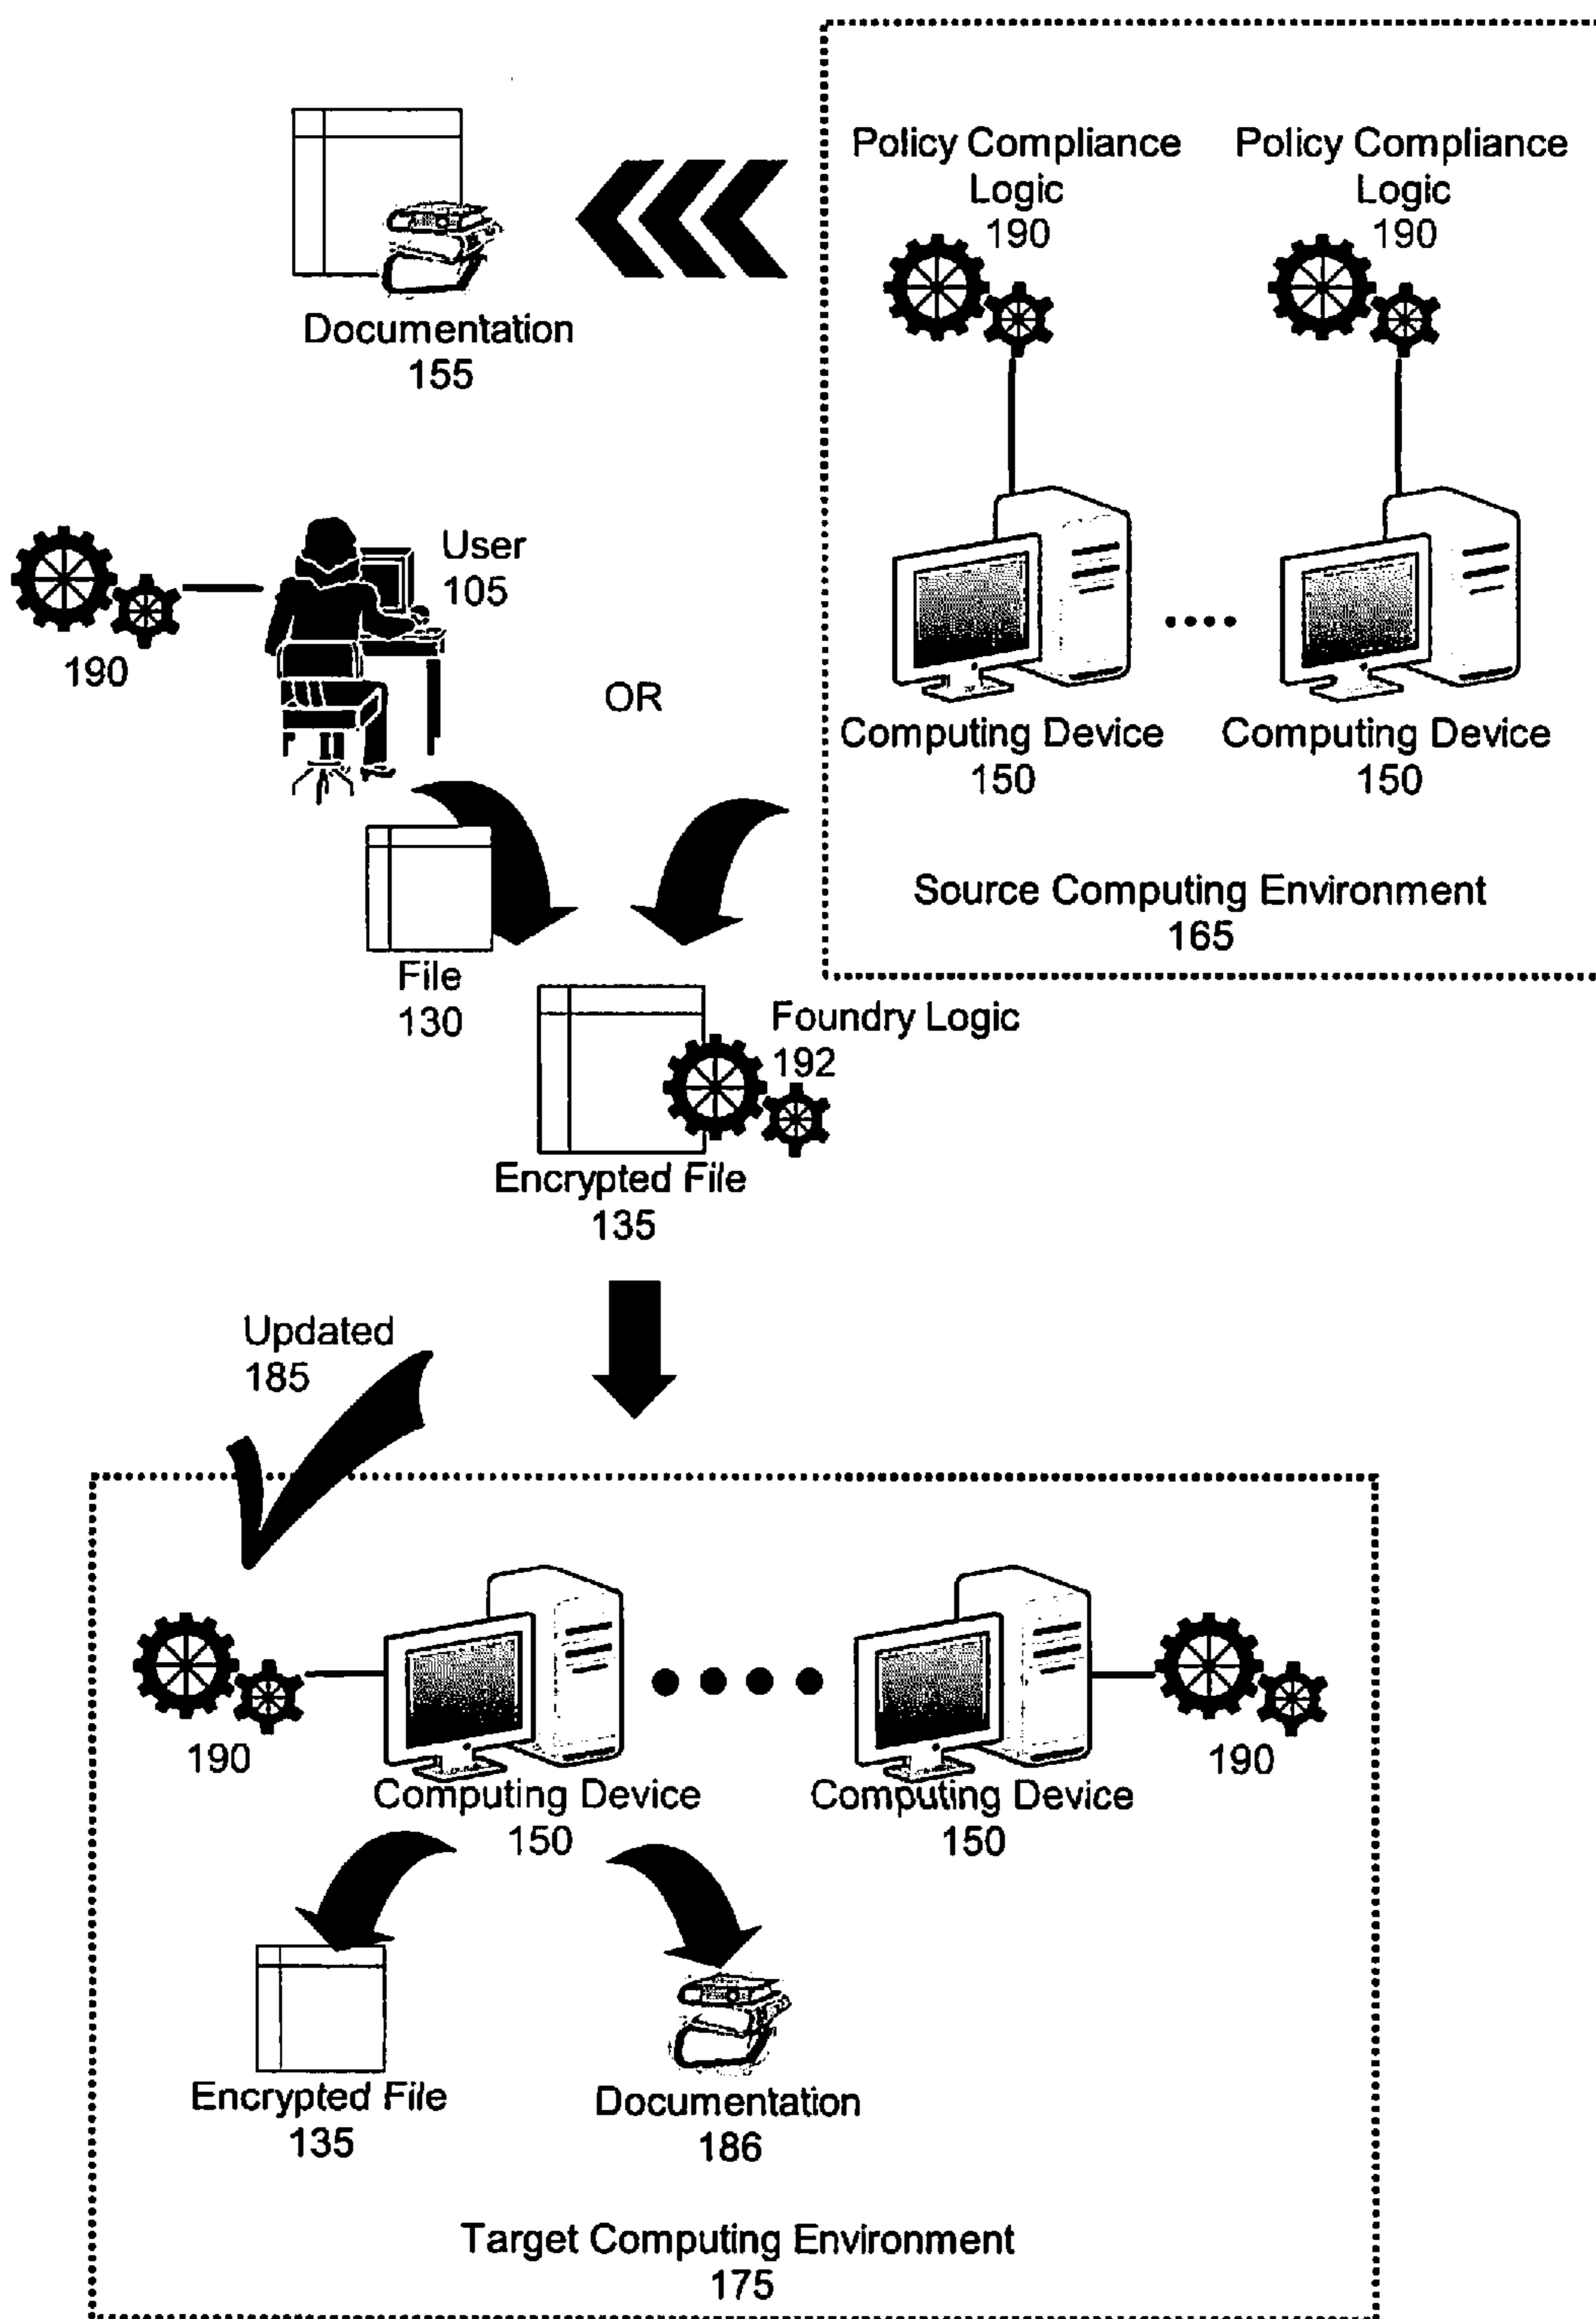 Policy Compliance
Logic
190
Policy Compliance
Logic
190
Documentation
155
User
105
190
OR
Computing Device
150
Computing Device
150
Source Computing Environment
165
File
130
Foundry Logic
192
Encrypted File
135
Updated
185
190
Computing Device
150
Computing Device
150
190
Encrypted File
135
Documentation
186
Target Computing Environment
175